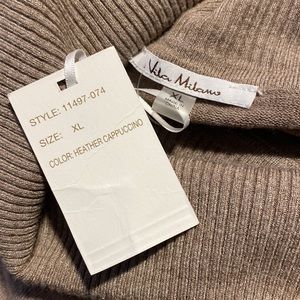 STYLE: 11497-074
SIZE: XL
COLOR: HEATHER CAPPUCCINO
Vila Milano
XL